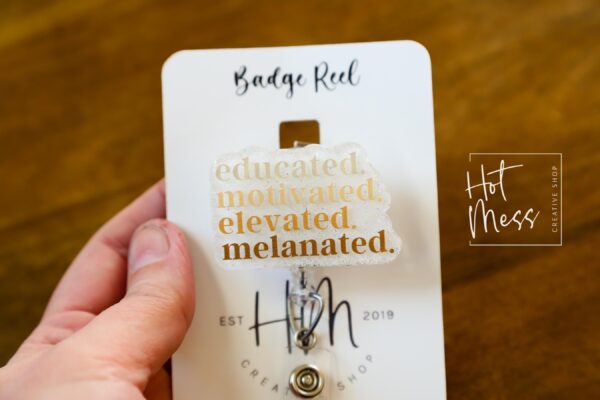 Badge Reel
educated.
motivated.
elevated.
melanated.
EST HM 2019
CREATIVE SHOP
Hot
Mess
CREATIVE SHOP